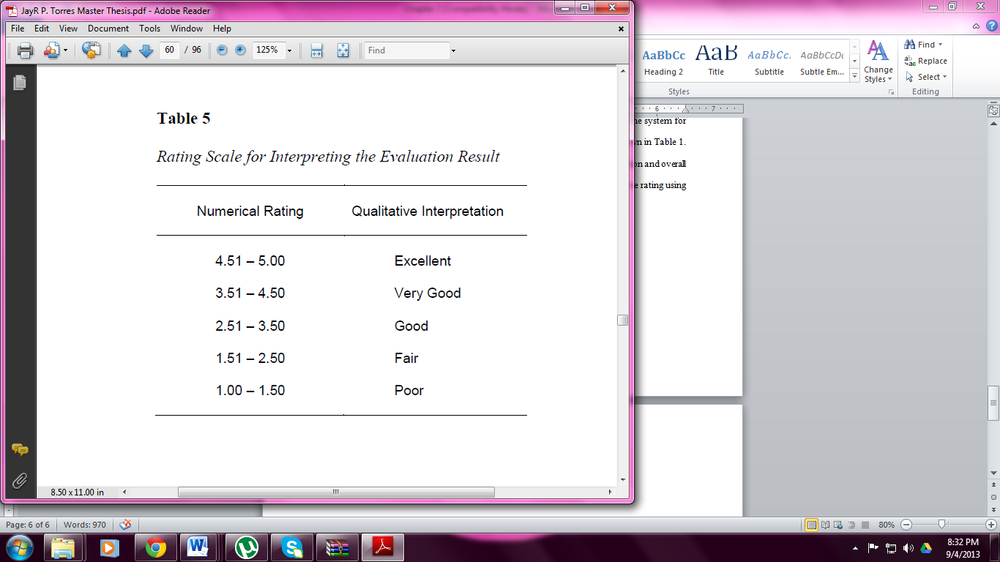 JayR P. Torres Master Thesis.pdf - Adobe Reader
File Edit View Document Tools Window Help
60 / 96 125% Find
Table 5
Rating Scale for Interpreting the Evaluation Result
Numerical Rating Qualitative Interpretation
4.51 – 5.00 Excellent
3.51 – 4.50 Very Good
2.51 – 3.50 Good
1.51 – 2.50 Fair
1.00 – 1.50 Poor
8.50 x 11.00 in
AaBbCc AaB AaBbCc. AaBbCcDc
Heading 2 Title Subtitle Subtle Em...
Change
Styles
Find
Replace
Select
Styles Editing
6 7
system for
in Table 1.
and overall
rating using
Page: 6 of 6 Words: 970 80%
8:32 PM
9/4/2013